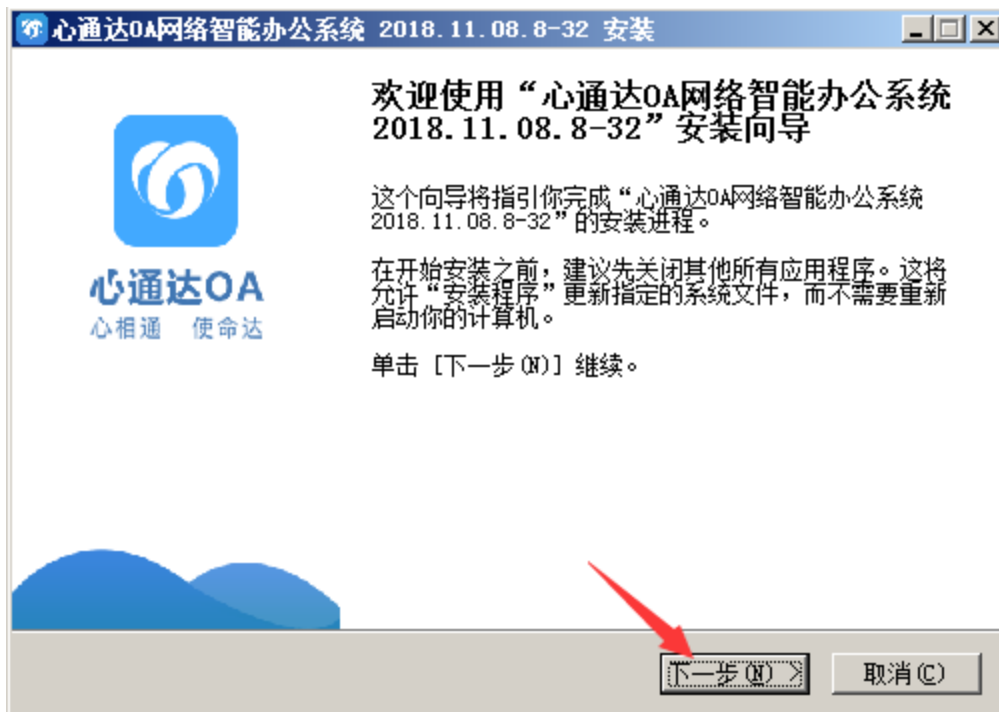 心通达OA网络智能办公系统 2018.11.08.8-32 安装
欢迎使用“心通达OA网络智能办公系统
2018.11.08.8-32”安装向导
这个向导将指引你完成“心通达OA网络智能办公系统
2018.11.08.8-32”的安装进程。
在开始安装之前，建议先关闭其他所有应用程序。这将
允许“安装程序”更新指定的系统文件，而不需要重新
启动你的计算机。
单击 [下一步(N)] 继续。
心通达OA
心相通 使命达
下一步(N) >
取消(C)